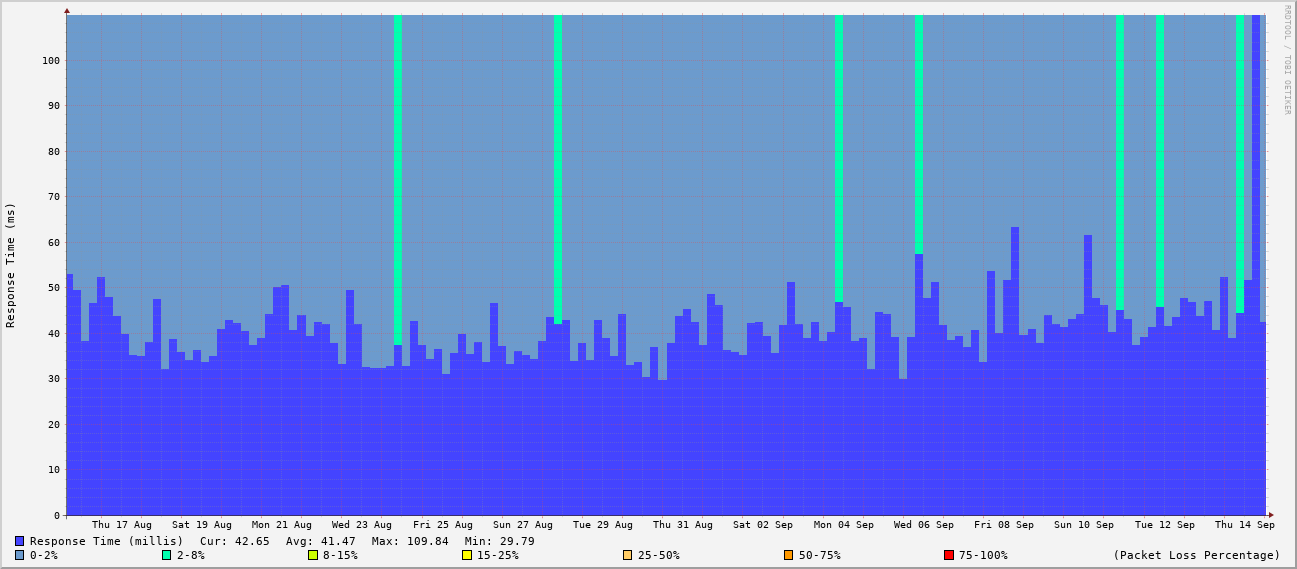 RRDTOOL / TOBI OETIKER
Response Time (ms)
100
90
80
70
60
50
40
30
20
10
0
Thu 17 Aug Sat 19 Aug Mon 21 Aug Wed 23 Aug Fri 25 Aug Sun 27 Aug Tue 29 Aug Thu 31 Aug Sat 02 Sep Mon 04 Sep Wed 06 Sep Fri 08 Sep Sun 10 Sep Tue 12 Sep Thu 14 Sep
Response Time (millis) Cur: 42.65 Avg: 41.47 Max: 109.84 Min: 29.79
0-2% 2-8% 8-15% 15-25% 25-50% 50-75% 75-100% (Packet Loss Percentage)